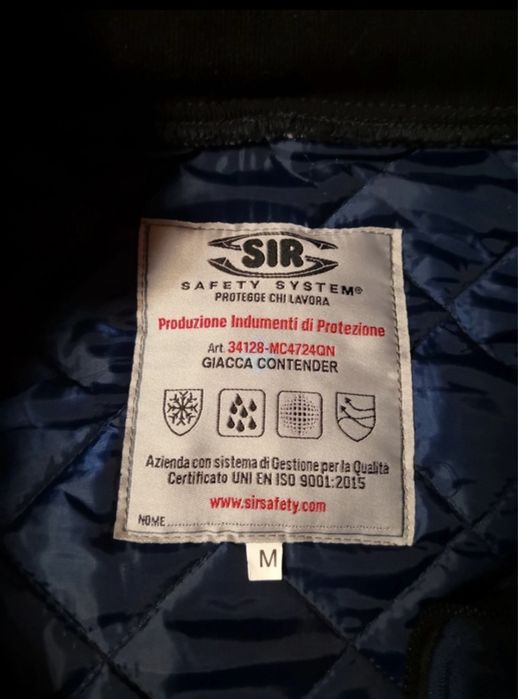 SIR
SAFETY SYSTEM®
PROTEGGE CHI LAVORA
Produzione Indumenti di Protezione
Art. 34128-MC4724QN
GIACCA CONTENDER
Azienda con sistema di Gestione per la Qualità
Certificato UNI EN ISO 9001:2015
www.sirsafety.com
NOME
M